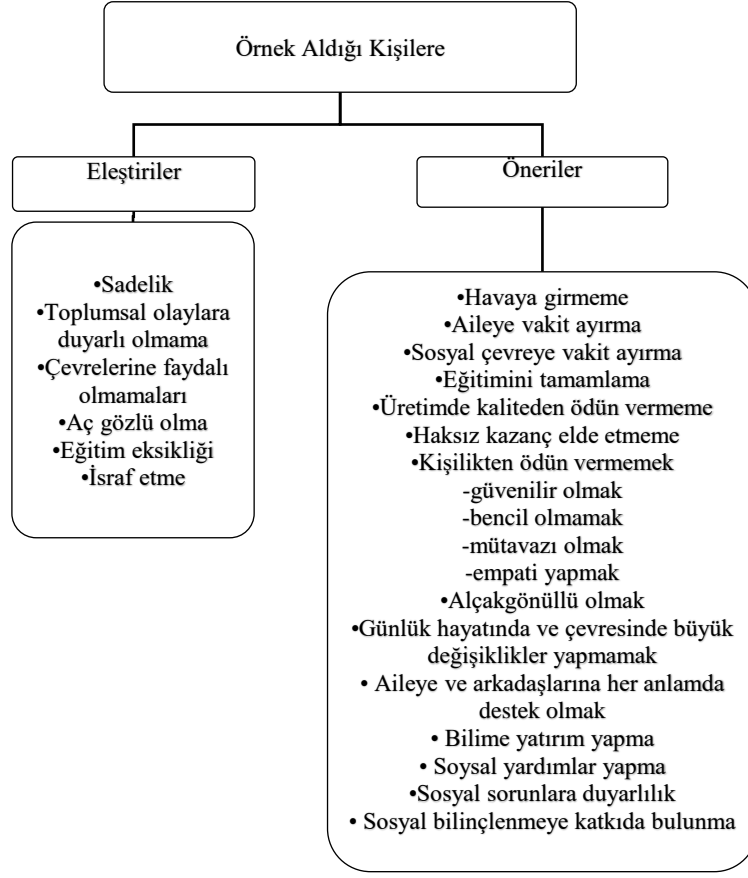 Örnek Aldığı Kişilere
Eleştiriler
•Sadelik
•Toplumsal olaylara
duyarlı olmama
•Çevrelerine faydalı
olmamaları
•Aç gözlü olma
•Eğitim eksikliği
•İsraf etme
Öneriler
•Havaya girmeme
•Aileye vakit ayırma
•Sosyal çevreye vakit ayırma
•Eğitimini tamamlama
•Üretimde kaliteden ödün vermeme
•Haksız kazanç elde etmeme
•Kişilikten ödün vermemek
-güvenilir olmak
-bencil olmamak
-mütavazı olmak
-empati yapmak
•Alçakgönüllü olmak
•Günlük hayatında ve çevresinde büyük
değişiklikler yapmamak
• Aileye ve arkadaşlarına her anlamda
destek olmak
• Bilime yatırım yapma
• Soysal yardımlar yapma
•Sosyal sorunlara duyarlılık
• Sosyal bilinçlenmeye katkıda bulunma